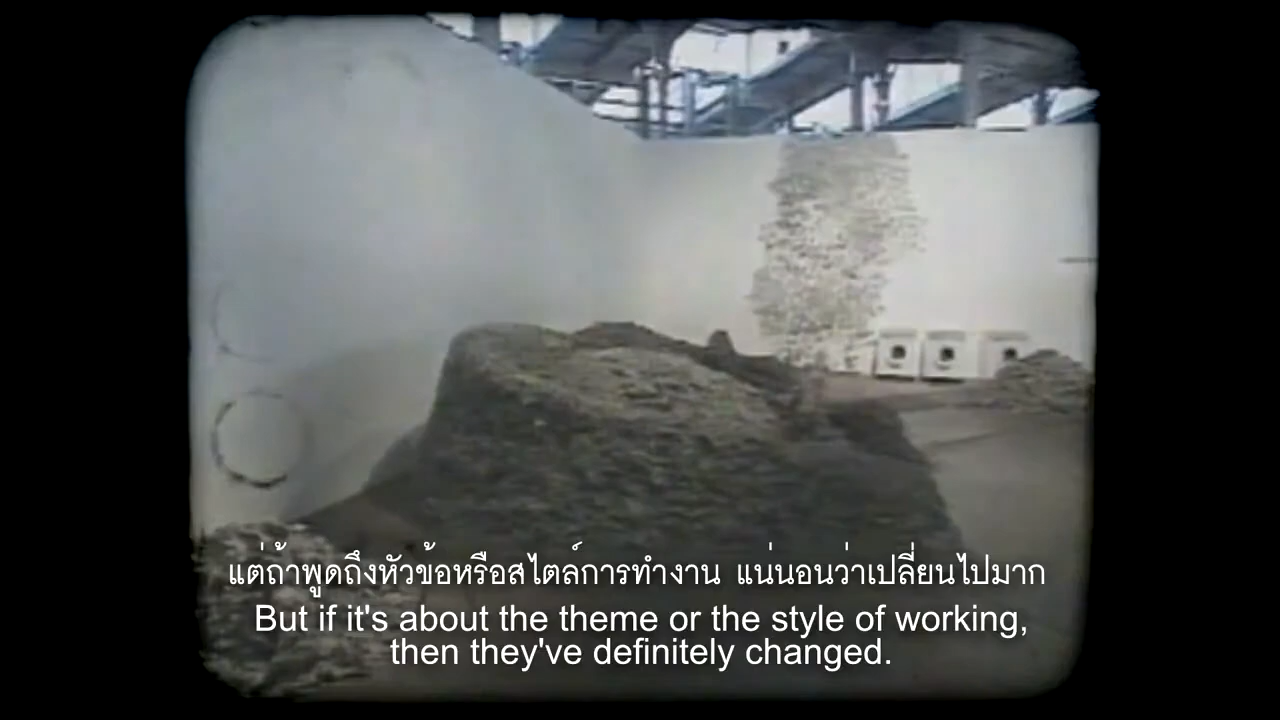 แต่ถ้าพูดถึงหัวข้อหรือสไตล์การทำงาน แน่นอนว่าเปลี่ยนไปมาก
But if it's about the theme or the style of working,
then they've definitely changed.